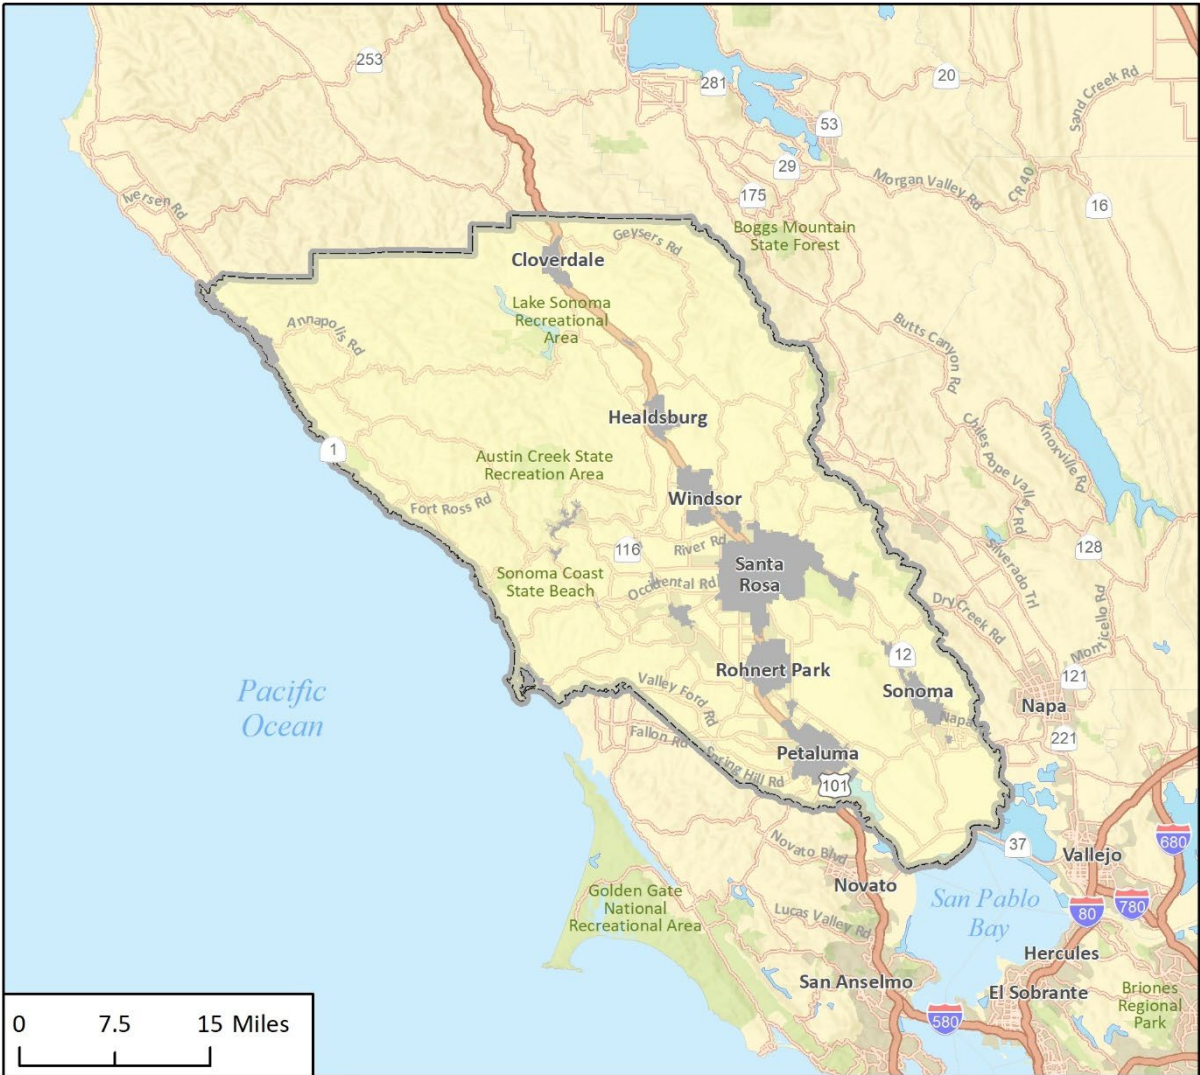 253
281
20
Sand Creek Rd
53
29
175
Morgan Valley Rd
CR 40
16
Iversen Rd
Boggs Mountain
State Forest
Geysers Rd
Cloverdale
Lake Sonoma
Recreational
Area
Annapolis Rd
Butts Canyon Rd
Healdsburg
Chiles Pope Valley Rd
Knoxville Rd
1
Austin Creek State
Recreation Area
Windsor
Fort Ross Rd
116
River Rd
128
Silverado Trl
Santa
Rosa
Sonoma Coast
State Beach
Occidental Rd
Dry Creek Rd
Monticello Rd
12
Rohnert Park
121
Valley Ford Rd
Sonoma
Napa
Napa
Pacific
Ocean
221
Fallon Rd
Spring Hill Rd
Petaluma
101
37
680
Novato Blvd
Vallejo
Novato
Golden Gate
National
Recreational Area
San Pablo
Bay
80
780
Lucas Valley Rd
Hercules
San Anselmo
El Sobrante
Briones
Regional
Park
580
0 7.5 15 Miles